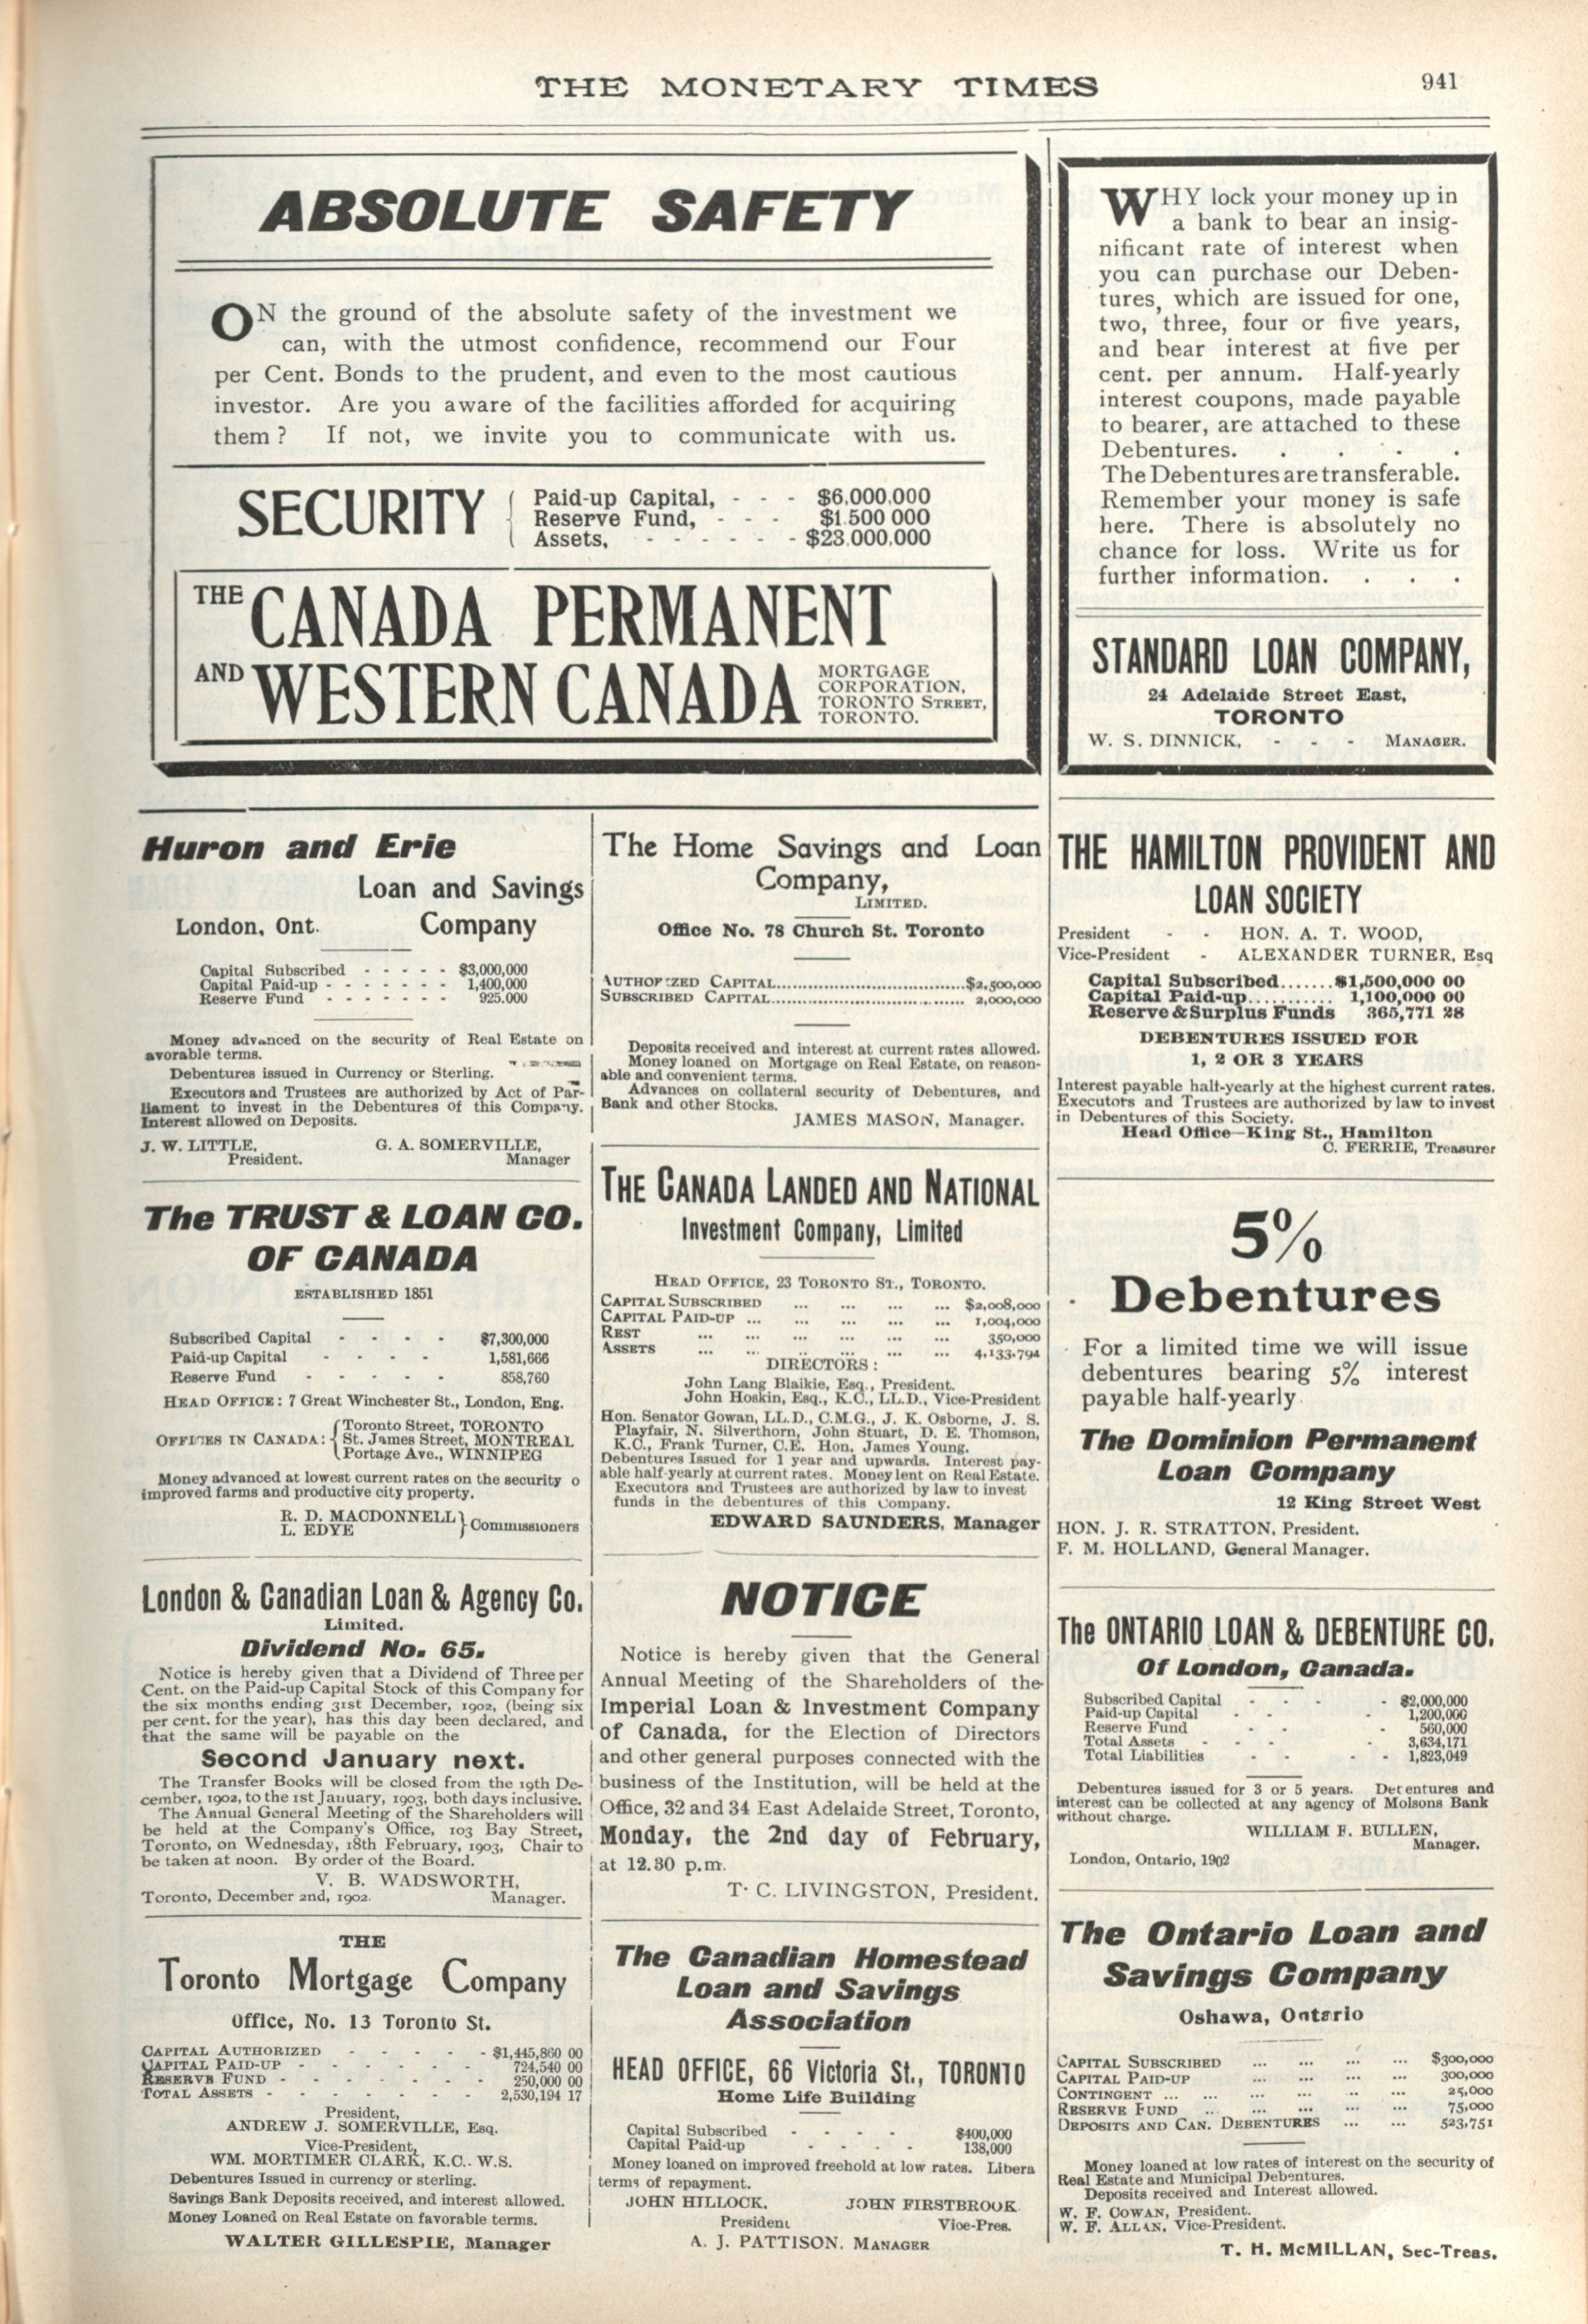 THE MONETARY TIMES
941
ABSOLUTE SAFETY
ON the ground of the absolute safety of the investment we
can, with the utmost confidence, recommend our Four
per Cent. Bonds to the prudent, and even to the most cautious
investor. Are you aware of the facilities afforded for acquiring
them? If not, we invite you to communicate with us.
SECURITY
Paid-up Capital, - - - $6,000,000
Reserve Fund, - - - $1.500 000
Assets, - - - - - - $23.000,000
THE CANADA PERMANENT
AND WESTERN CANADA
MORTGAGE
CORPORATION,
TORONTO STREET,
TORONTO.
WHY lock your money up in
a bank to bear an insig-
nificant rate of interest when
you can purchase our Deben-
tures, which are issued for one,
two, three, four or five years,
and bear interest at five per
cent. per annum. Half-yearly
interest coupons, made payable
to bearer, are attached to these
Debentures. . . . .
The Debentures are transferable.
Remember your money is safe
here. There is absolutely no
chance for loss. Write us for
further information. . . .
STANDARD LOAN COMPANY,
24 Adelaide Street East,
TORONTO
W. S. DINNICK, - - - MANAGER.
Huron and Erie
Loan and Savings
London, Ont. Company
Capital Subscribed - - - - - $3,000,000
Capital Paid-up - - - - - - - 1,400,000
Reserve Fund - - - - - - - 925.000
Money advanced on the security of Real Estate on
avorable terms.
Debentures issued in Currency or Sterling.
Executors and Trustees are authorized by Act of Par-
liament to invest in the Debentures of this Company.
Interest allowed on Deposits.
J. W. LITTLE, G. A. SOMERVILLE,
President. Manager
The TRUST & LOAN CO.
OF CANADA
ESTABLISHED 1851
Subscribed Capital - - - - $7,300,000
Paid-up Capital - - - - 1,581,666
Reserve Fund - - - - - 858,760
HEAD OFFICE: 7 Great Winchester St., London, Eng.
OFFICES IN CANADA:
Toronto Street, TORONTO
St. James Street, MONTREAL
Portage Ave., WINNIPEG
Money advanced at lowest current rates on the security o
improved farms and productive city property.
R. D. MACDONNELL
L. EDYE
Commissioners
London & Canadian Loan & Agency Co.
Limited.
Dividend No. 65.
Notice is hereby given that a Dividend of Three per
Cent. on the Paid-up Capital Stock of this Company for
the six months ending 31st December, 1902, (being six
per cent. for the year), has this day been declared, and
that the same will be payable on the
Second January next.
The Transfer Books will be closed from the 19th De-
cember, 1902, to the 1st January, 1903, both days inclusive.
The Annual General Meeting of the Shareholders will
be held at the Company's Office, 103 Bay Street,
Toronto, on Wednesday, 18th February, 1903, Chair to
be taken at noon. By order of the Board.
V. B. WADSWORTH,
Toronto, December 2nd, 1902. Manager.
THE
Toronto Mortgage Company
Office, No. 13 Toronto St.
CAPITAL AUTHORIZED - - - - - $1,445,860 00
CAPITAL PAID-UP - - - - - - 724,540 00
RESERVE FUND - - - - - - - 250,000 00
TOTAL ASSETS - - - - - - - 2,530,194 17
President,
ANDREW J. SOMERVILLE, Esq.
Vice-President,
WM. MORTIMER CLARK, K.C.. W.S.
Debentures Issued in currency or sterling.
Savings Bank Deposits received, and interest allowed.
Money Loaned on Real Estate on favorable terms.
WALTER GILLESPIE, Manager
The Home Savings and Loan
Company,
LIMITED.
Office No. 78 Church St. Toronto
AUTHORIZED CAPITAL......$2,500,000
SUBSCRIBED CAPITAL...... 2,000,000
Deposits received and interest at current rates allowed.
Money loaned on Mortgage on Real Estate, on reason-
able and convenient terms.
Advances on collateral security of Debentures, and
Bank and other Stocks.
JAMES MASON, Manager.
THE CANADA LANDED AND NATIONAL
Investment Company, Limited
HEAD OFFICE, 23 TORONTO ST., TORONTO.
CAPITAL SUBSCRIBED ... ... ... ... $2,008,000
CAPITAL PAID-UP ... ... ... ... ... 1,004,000
REST ... ... ... ... ... ... 350,000
ASSETS ... ... ... ... ... ... 4,133,794
DIRECTORS:
John Lang Blaikie, Esq., President.
John Hoskin, Esq., K.C., LL.D., Vice-President
Hon. Senator Gowan, LL.D., C.M.G., J. K. Osborne, J. S.
Playfair, N. Silverthorn, John Stuart, D. E. Thomson,
K.C., Frank Turner, C.E. Hon. James Young.
Debentures Issued for 1 year and upwards. Interest pay-
able half-yearly at current rates. Money lent on Real Estate.
Executors and Trustees are authorized by law to invest
funds in the debentures of this Company.
EDWARD SAUNDERS, Manager
NOTICE
Notice is hereby given that the General
Annual Meeting of the Shareholders of the
Imperial Loan & Investment Company
of Canada, for the Election of Directors
and other general purposes connected with the
business of the Institution, will be held at the
Office, 32 and 34 East Adelaide Street, Toronto,
Monday, the 2nd day of February,
at 12.30 p.m.
T. C. LIVINGSTON, President.
The Canadian Homestead
Loan and Savings
Association
HEAD OFFICE, 66 Victoria St., TORONTO
Home Life Building
Capital Subscribed - - - - $400,000
Capital Paid-up - - - - 138,000
Money loaned on improved freehold at low rates. Libera
terms of repayment.
JOHN HILLOCK, JOHN FIRSTBROOK
President Vice-Pres.
A. J. PATTISON, MANAGER
THE HAMILTON PROVIDENT AND
LOAN SOCIETY
President - - HON. A. T. WOOD,
Vice-President - ALEXANDER TURNER, Esq
Capital Subscribed.......$1,500,000 00
Capital Paid-up.......... 1,100,000 00
Reserve & Surplus Funds 365,771 28
DEBENTURES ISSUED FOR
1, 2 OR 3 YEARS
Interest payable half-yearly at the highest current rates.
Executors and Trustees are authorized by law to invest
in Debentures of this Society.
Head Office—King St., Hamilton
C. FERRIE, Treasurer
5%
Debentures
For a limited time we will issue
debentures bearing 5% interest
payable half-yearly.
The Dominion Permanent
Loan Company
12 King Street West
HON. J. R. STRATTON, President.
F. M. HOLLAND, General Manager.
The ONTARIO LOAN & DEBENTURE CO.
Of London, Canada.
Subscribed Capital - - - - $2,000,000
Paid-up Capital - - - 1,200,000
Reserve Fund - - - 560,000
Total Assets - - - - 3,634,171
Total Liabilities - - - - 1,823,049
Debentures issued for 3 or 5 years. Debentures and
interest can be collected at any agency of Molsons Bank
without charge.
WILLIAM F. BULLEN,
Manager.
London, Ontario, 1902
The Ontario Loan and
Savings Company
Oshawa, Ontario
CAPITAL SUBSCRIBED ... ... ... ... $300,000
CAPITAL PAID-UP ... ... ... ... 300,000
CONTINGENT ... ... ... ... ... 25,000
RESERVE FUND ... ... ... ... ... 75,000
DEPOSITS AND CAN. DEBENTURES ... ... 523,751
Money loaned at low rates of interest on the security of
Real Estate and Municipal Debentures.
Deposits received and Interest allowed.
W. F. COWAN, President.
W. F. ALLAN, Vice-President.
T. H. McMILLAN, Sec-Treas.